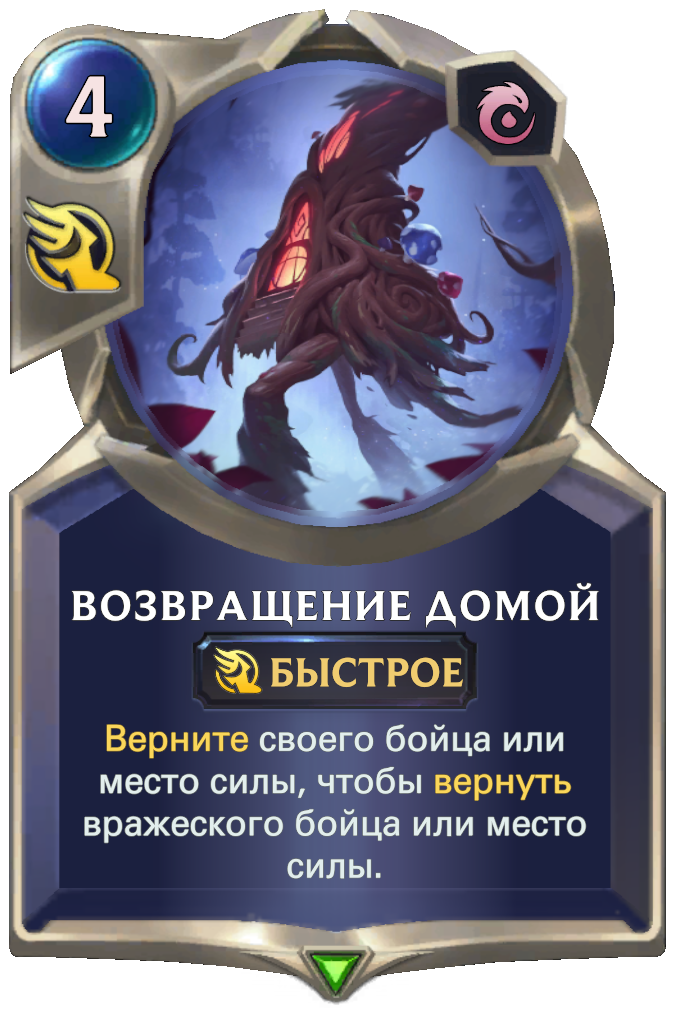 4
ВОЗВРАЩЕНИЕ ДОМОЙ
БЫСТРОЕ
Верните своего бойца или
место силы, чтобы вернуть
вражеского бойца или место
силы.